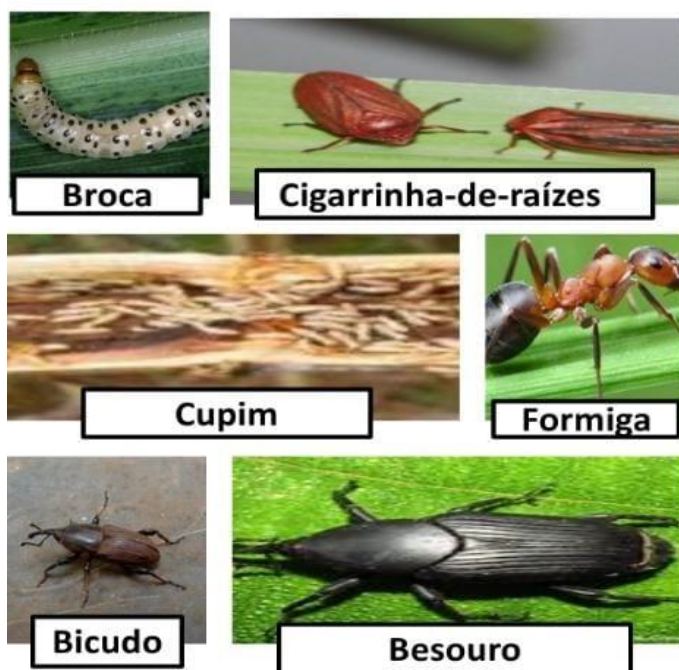 Broca
Cigarrinha-de-raízes
Cupim
Formiga
Bicudo
Besouro